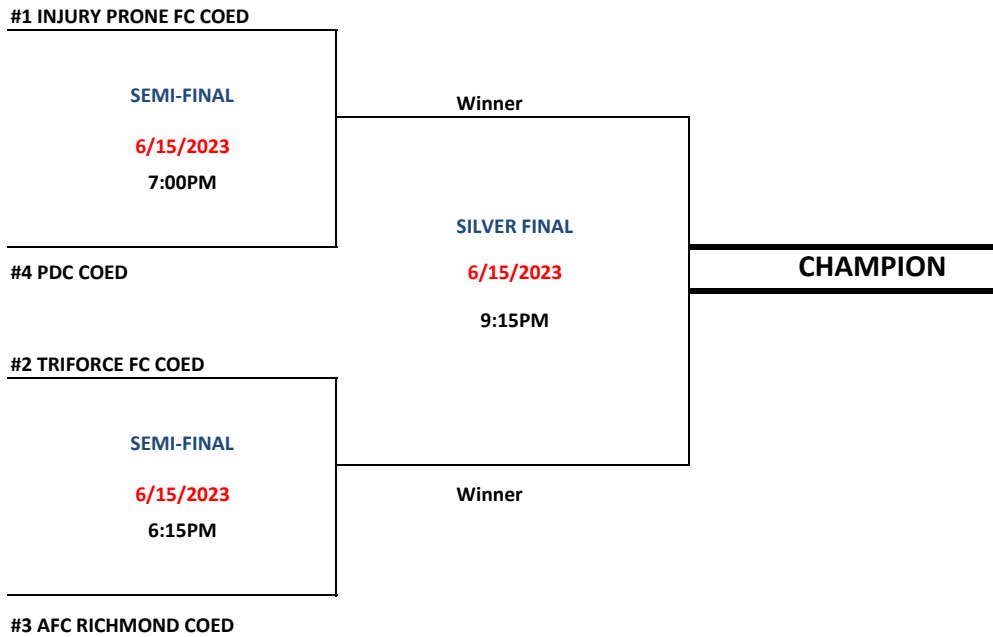 #1 INJURY PRONE FC COED
SEMI-FINAL
6/15/2023
7:00PM
#4 PDC COED
Winner
SILVER FINAL
6/15/2023
9:15PM
CHAMPION
#2 TRIFORCE FC COED
SEMI-FINAL
6/15/2023
6:15PM
#3 AFC RICHMOND COED
Winner